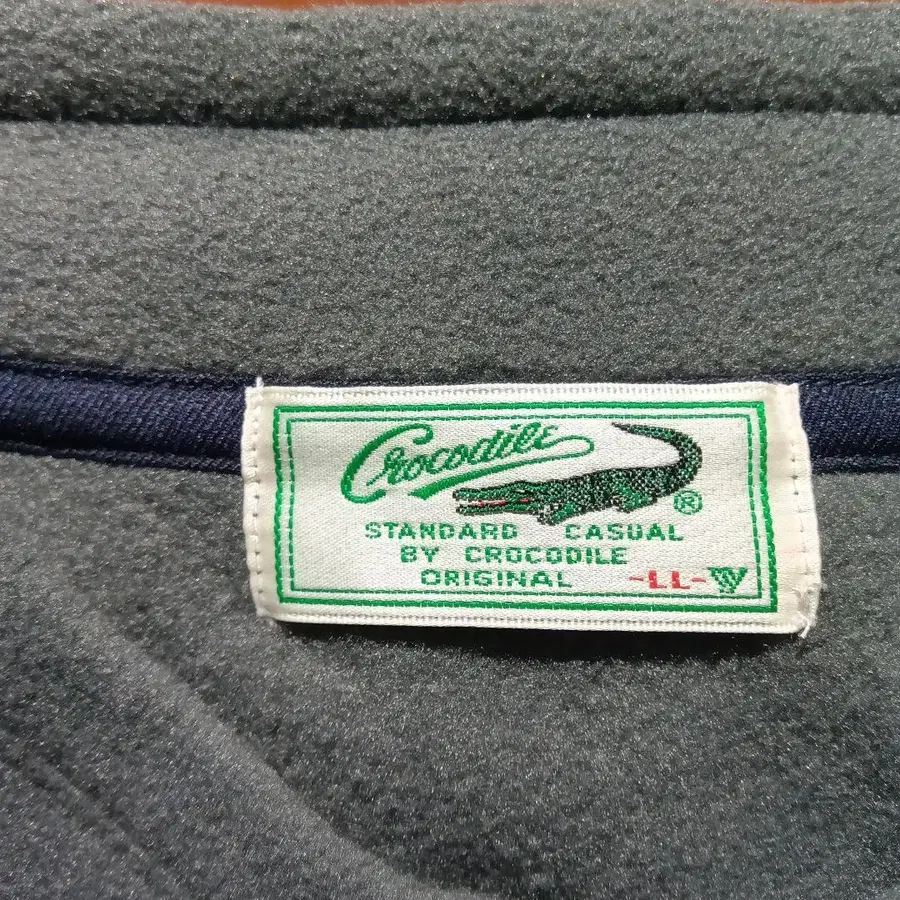 Crocodile
®
STANDARD CASUAL
BY CROCODILE
ORIGINAL -LL-